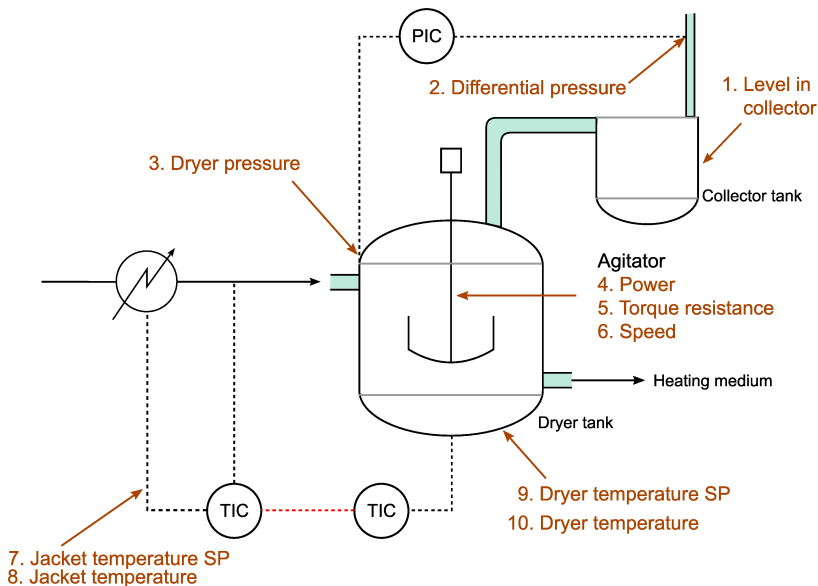 PIC
2. Differential pressure
1. Level in
collector
3. Dryer pressure
Collector tank
Agitator
4. Power
5. Torque resistance
6. Speed
Heating medium
Dryer tank
9. Dryer temperature SP
TIC
TIC
10. Dryer temperature
7. Jacket temperature SP
8. Jacket temperature